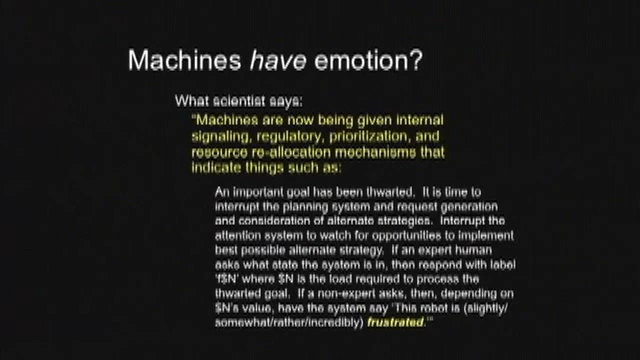 Machines have emotion?
What scientist says:
"Machines are now being given internal
signaling, regulatory, prioritization, and
resource re-allocation mechanisms that
indicate things such as:
An important goal has been thwarted. It is time to
interrupt the planning system and request generation
and consideration of alternate strategies. Interrupt the
attention system to watch for opportunities to implement
best possible alternate strategy. If an expert human
asks what state the system is in, then respond with label
'f$N' where $N is the load required to process the
thwarted goal. If a non-expert asks, then, depending on
$N's value, have the system say 'This robot is (slightly/
somewhat/rather/incredibly) frustrated.'"